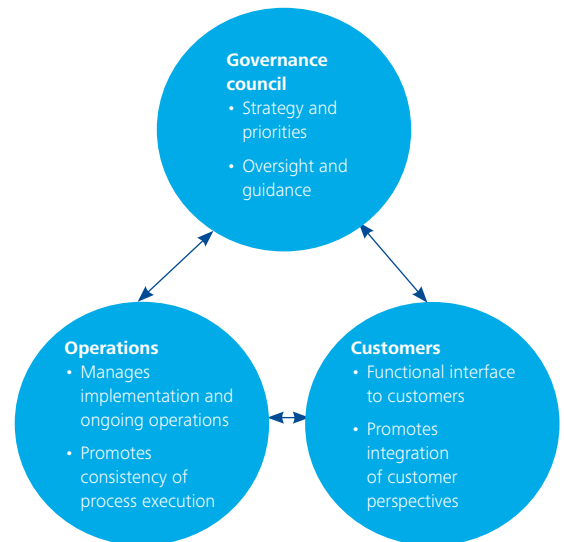 Governance
council
• Strategy and
priorities
• Oversight and
guidance
Operations
• Manages
implementation and
ongoing operations
• Promotes
consistency of
process execution
Customers
• Functional interface
to customers
• Promotes
integration
of customer
perspectives